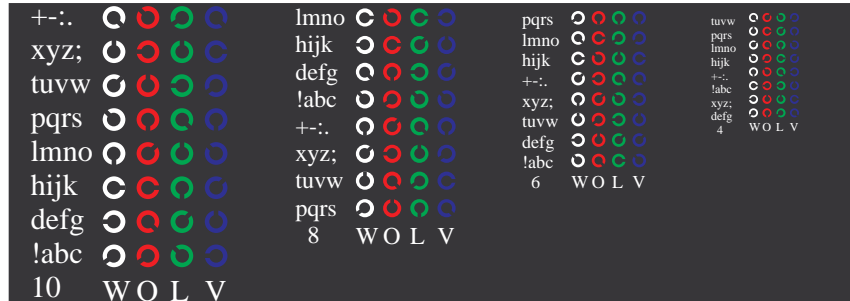 +-:.
xyz;
tuvw
pqrs
lmno
hijk
defg
!abc
10 W O L V
lmno
hijk
defg
!abc
+-:.
xyz;
tuvw
pqrs
8 W O L V
pqrs
lmno
hijk
+-:.
xyz;
tuvw
defg
!abc
6 W O L V
tuvw
pqrs
lmno
hijk
+-:.
!abc
xyz;
defg
4 W O L V